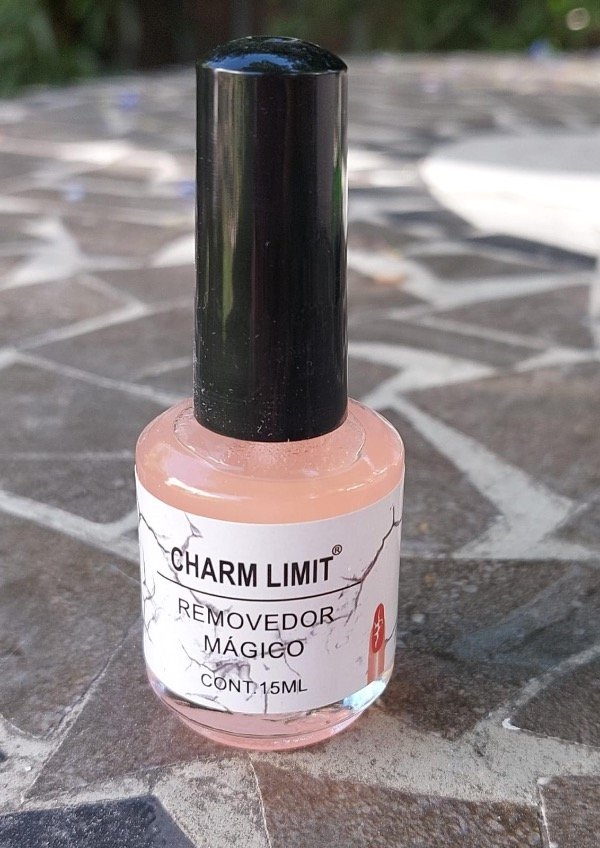 CHARM LIMIT®
REMOVEDOR
MÁGICO
CONT.15ML